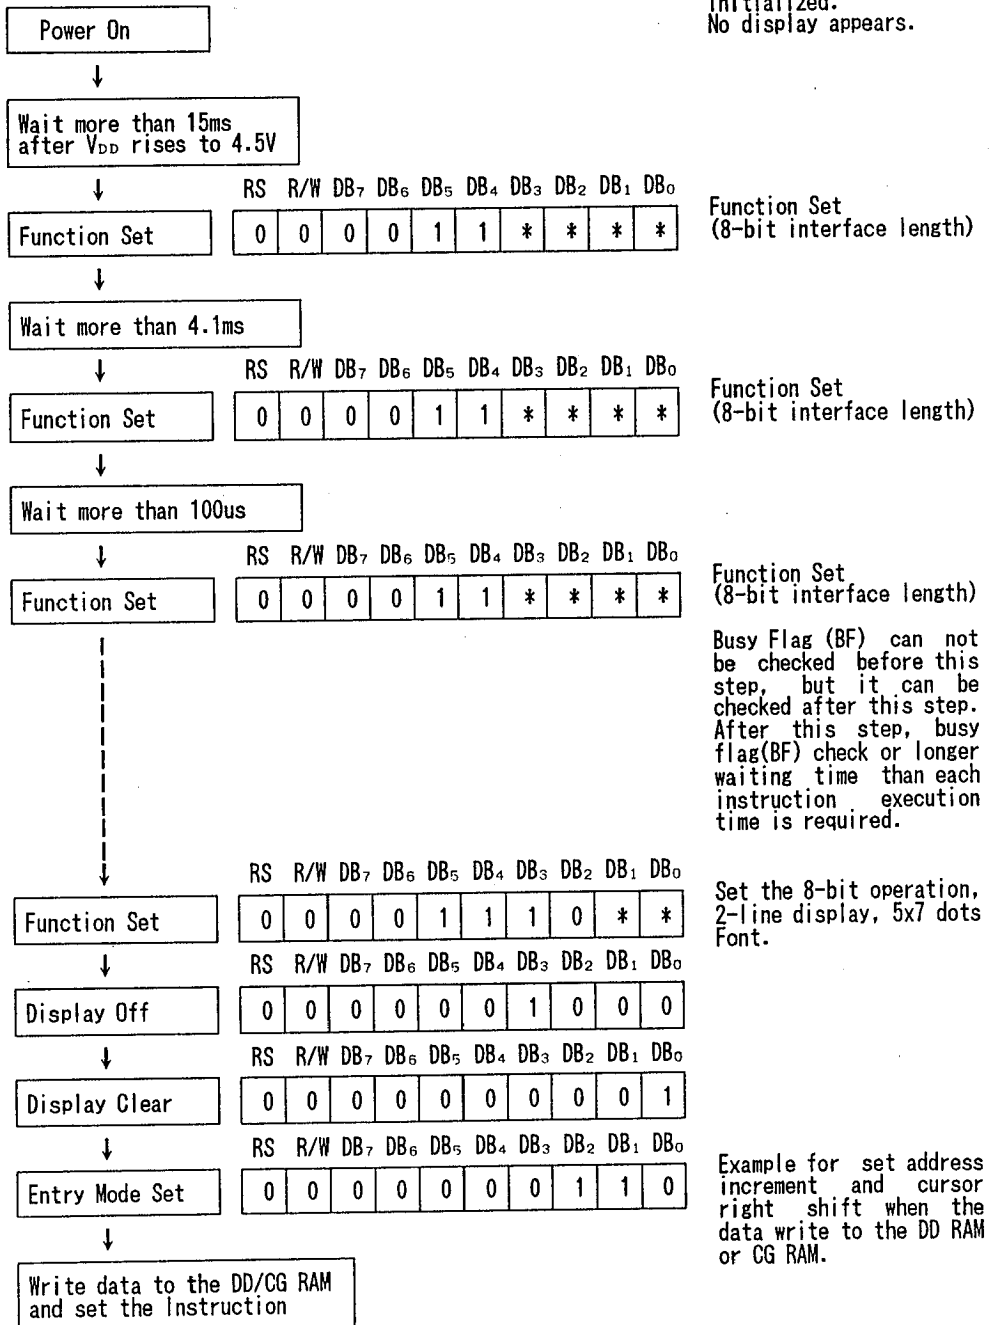 Initialized.
No display appears.
Power On
↓
Wait more than 15ms
after VDD rises to 4.5V
↓
RS R/W DB7 DB6 DB5 DB4 DB3 DB2 DB1 DB0
Function Set 0 0 0 0 1 1 * * * *
Function Set
(8-bit interface length)
↓
Wait more than 4.1ms
↓
RS R/W DB7 DB6 DB5 DB4 DB3 DB2 DB1 DB0
Function Set 0 0 0 0 1 1 * * * *
Function Set
(8-bit interface length)
↓
Wait more than 100us
↓
RS R/W DB7 DB6 DB5 DB4 DB3 DB2 DB1 DB0
Function Set 0 0 0 0 1 1 * * * *
Function Set
(8-bit interface length)
Busy Flag (BF) can not
be checked before this
step, but it can be
checked after this step.
After this step, busy
flag(BF) check or longer
waiting time than each
instruction execution
time is required.
↓
RS R/W DB7 DB6 DB5 DB4 DB3 DB2 DB1 DB0
Function Set 0 0 0 0 1 1 1 0 * *
Set the 8-bit operation,
2-line display, 5x7 dots
Font.
↓
RS R/W DB7 DB6 DB5 DB4 DB3 DB2 DB1 DB0
Display Off 0 0 0 0 0 0 1 0 0 0
↓
RS R/W DB7 DB6 DB5 DB4 DB3 DB2 DB1 DB0
Display Clear 0 0 0 0 0 0 0 0 0 1
↓
RS R/W DB7 DB6 DB5 DB4 DB3 DB2 DB1 DB0
Entry Mode Set 0 0 0 0 0 0 0 1 1 0
Example for set address
increment and cursor
right shift when the
data write to the DD RAM
or CG RAM.
↓
Write data to the DD/CG RAM
and set the Instruction